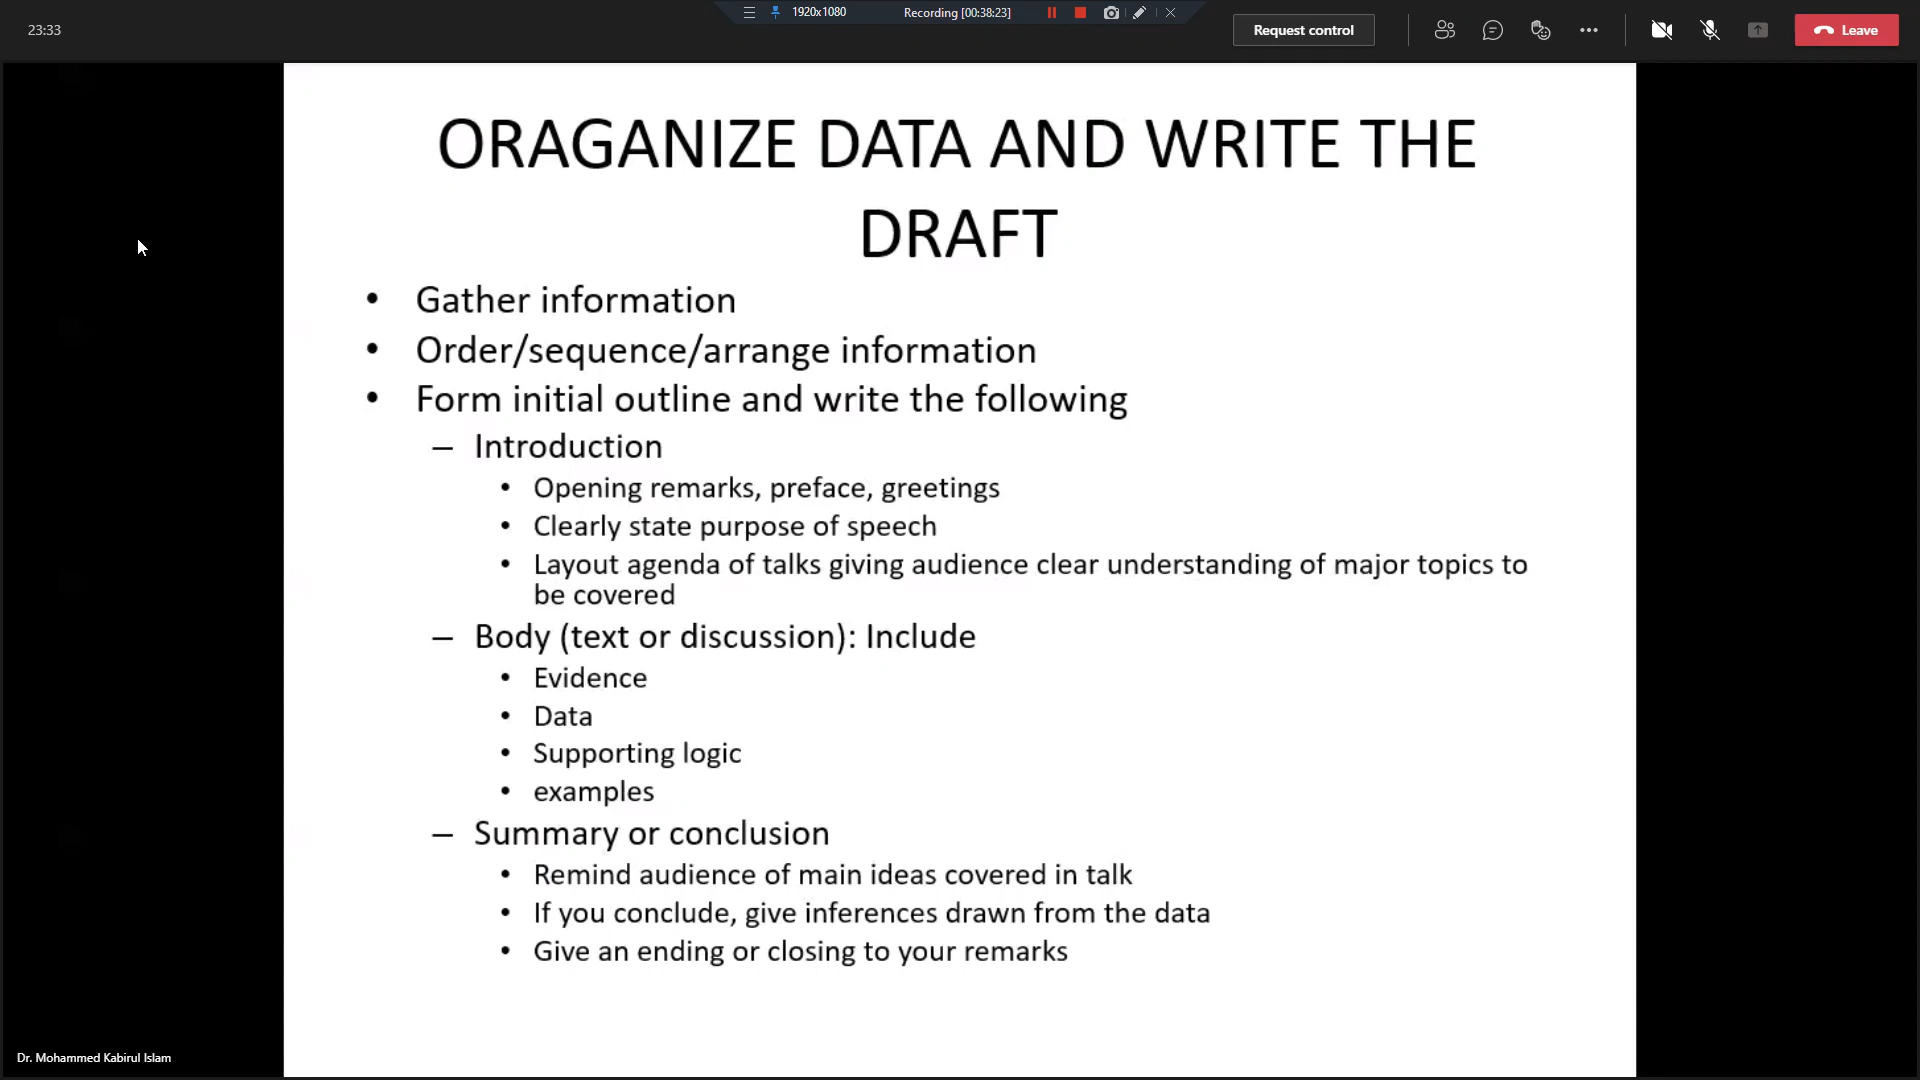 1920x1080
Recording [00:38:23]
23:33
Request control
Leave
ORAGANIZE DATA AND WRITE THE
DRAFT
• Gather information
• Order/sequence/arrange information
• Form initial outline and write the following
– Introduction
• Opening remarks, preface, greetings
• Clearly state purpose of speech
• Layout agenda of talks giving audience clear understanding of major topics to
be covered
– Body (text or discussion): Include
• Evidence
• Data
• Supporting logic
• examples
– Summary or conclusion
• Remind audience of main ideas covered in talk
• If you conclude, give inferences drawn from the data
• Give an ending or closing to your remarks
Dr. Mohammed Kabirul Islam